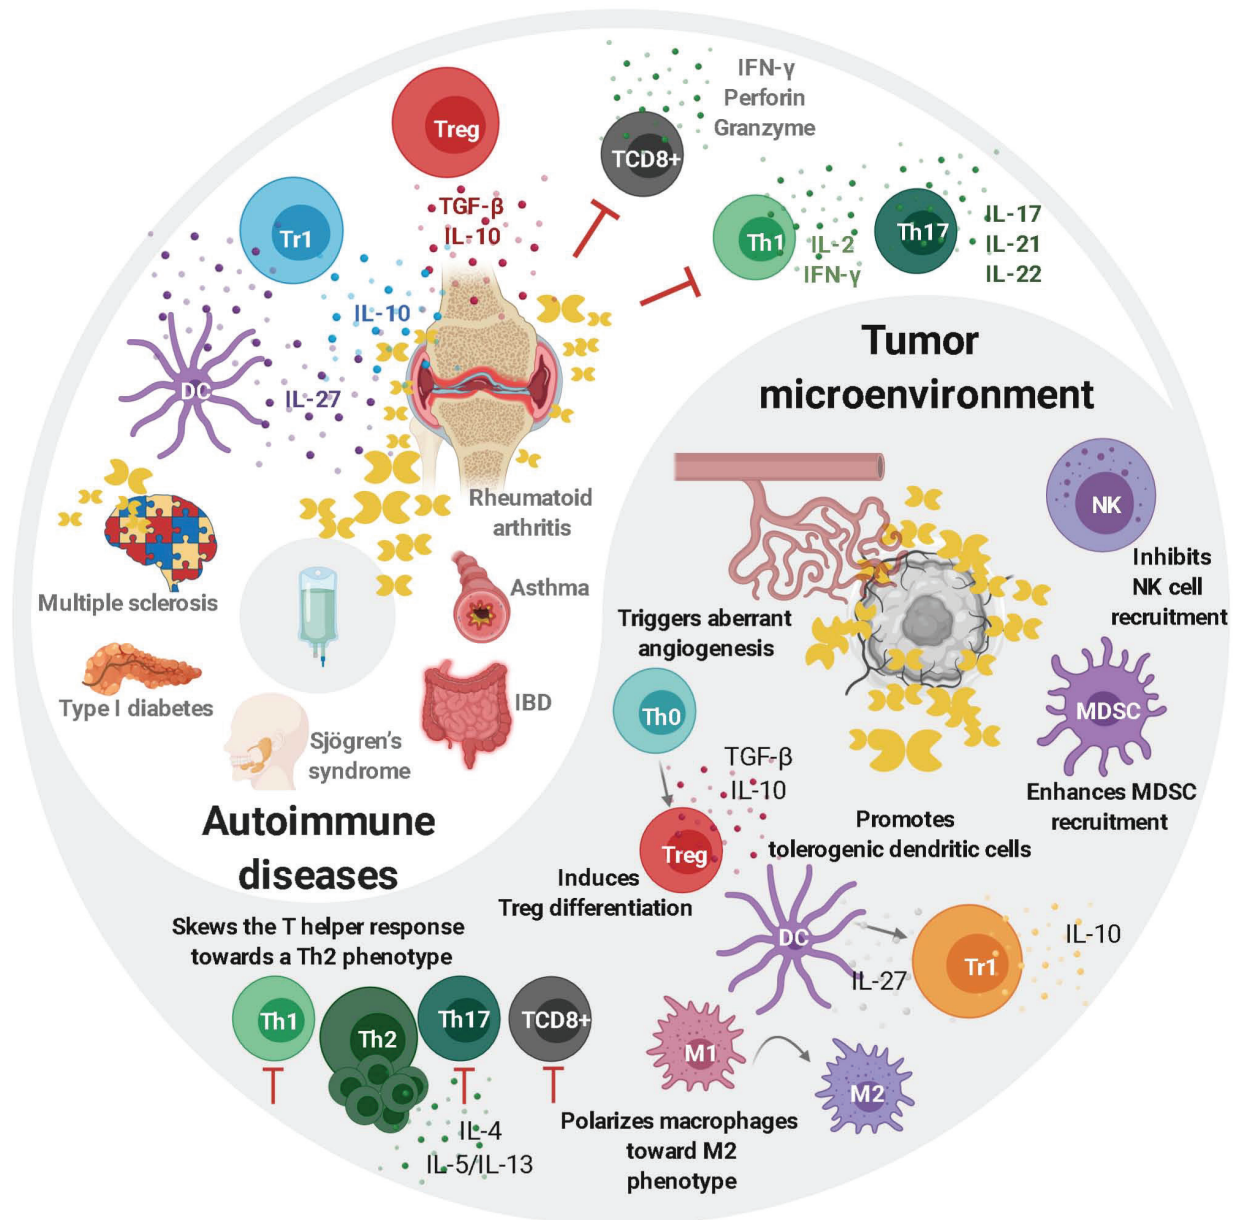 IFN-γ
Perforin
Granzyme
Treg
TCD8+
TGF-β
IL-10
Tr1
Th1
IL-2
IFN-γ
Th17
IL-17
IL-21
IL-22
IL-10
DC
IL-27
Tumor
microenvironment
Rheumatoid
arthritis
Multiple sclerosis
Asthma
Type I diabetes
IBD
Sjögren's
syndrome
Autoimmune
diseases
NK
Inhibits
NK cell
recruitment
Triggers aberrant
angiogenesis
MDSC
Enhances MDSC
recruitment
Th0
TGF-β
IL-10
Treg
Induces
Treg differentiation
Promotes
tolerogenic dendritic cells
DC
IL-27
Tr1
IL-10
Skews the T helper response
towards a Th2 phenotype
Th1
Th2
Th17
TCD8+
IL-4
IL-5/IL-13
M1
M2
Polarizes macrophages
toward M2
phenotype